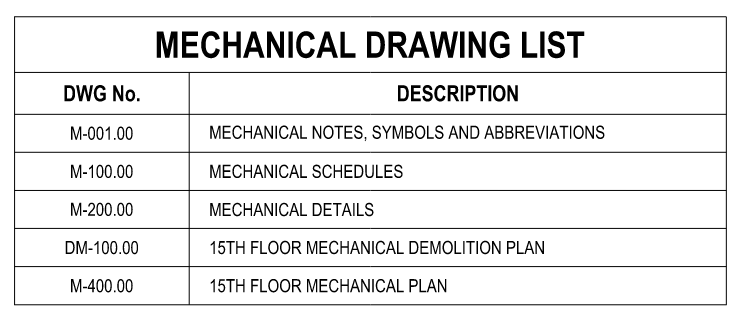 MECHANICAL DRAWING LIST
DWG No. DESCRIPTION
M-001.00 MECHANICAL NOTES, SYMBOLS AND ABBREVIATIONS
M-100.00 MECHANICAL SCHEDULES
M-200.00 MECHANICAL DETAILS
DM-100.00 15TH FLOOR MECHANICAL DEMOLITION PLAN
M-400.00 15TH FLOOR MECHANICAL PLAN